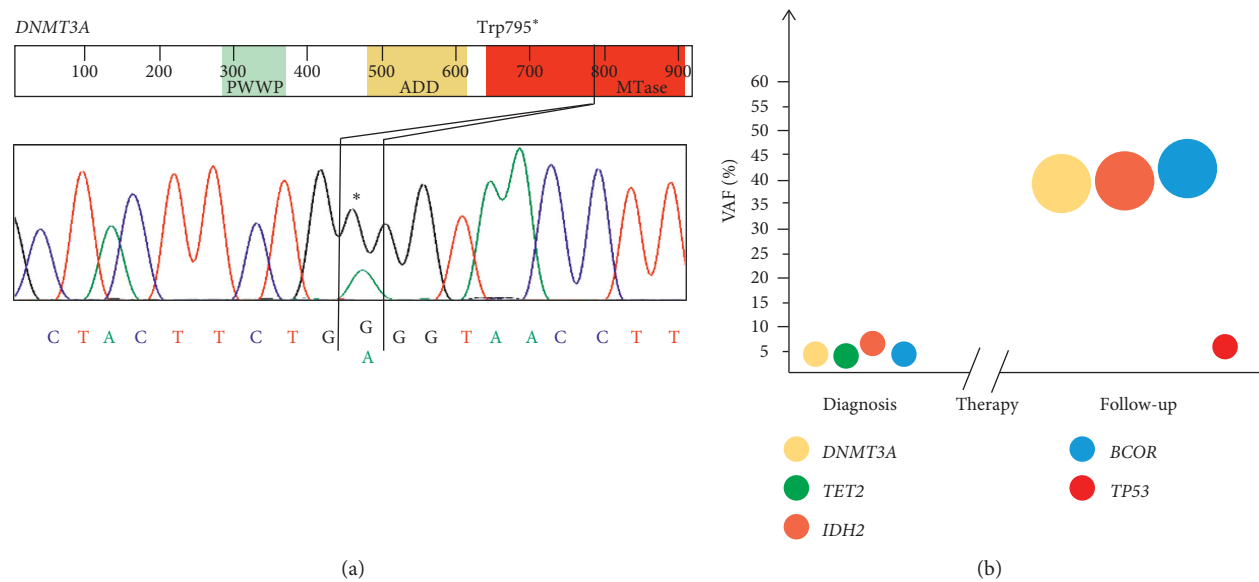 DNMT3A
Trp795*
100 200 300 400 500 600 700 800 900
PWWP ADD MTase
*
C T A C T T C T G G G G T A A C C T T
A
(a)
VAF (%)
60
55
50
45
40
35
30
25
20
15
10
5
Diagnosis Therapy Follow-up
DNMT3A BCOR
TET2 TP53
IDH2
(b)